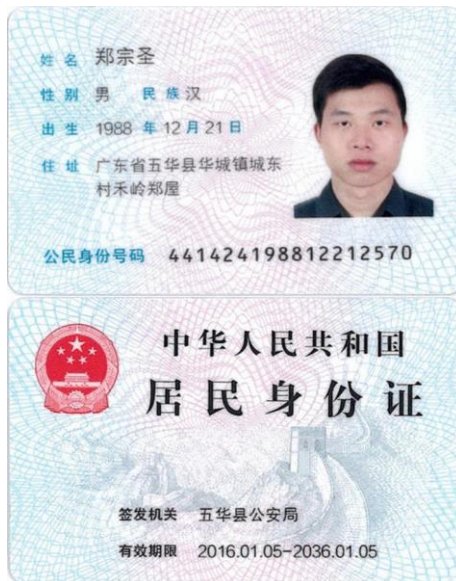 姓名 郑宗圣
性别 男 民族 汉
出生 1988 年 12 月 21 日
住址 广东省五华县华城镇城东
村禾岭郑屋
公民身份号码 441424198812212570
中华人民共和国
居民身份证
签发机关 五华县公安局
有效期限 2016.01.05-2036.01.05